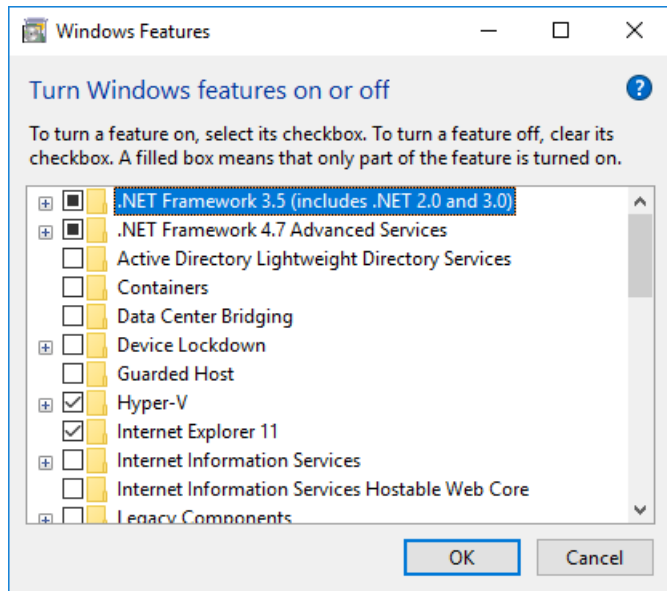 Windows Features
Turn Windows features on or off
To turn a feature on, select its checkbox. To turn a feature off, clear its
checkbox. A filled box means that only part of the feature is turned on.
.NET Framework 3.5 (includes .NET 2.0 and 3.0)
.NET Framework 4.7 Advanced Services
Active Directory Lightweight Directory Services
Containers
Data Center Bridging
Device Lockdown
Guarded Host
Hyper-V
Internet Explorer 11
Internet Information Services
Internet Information Services Hostable Web Core
Legacy Components
OK Cancel